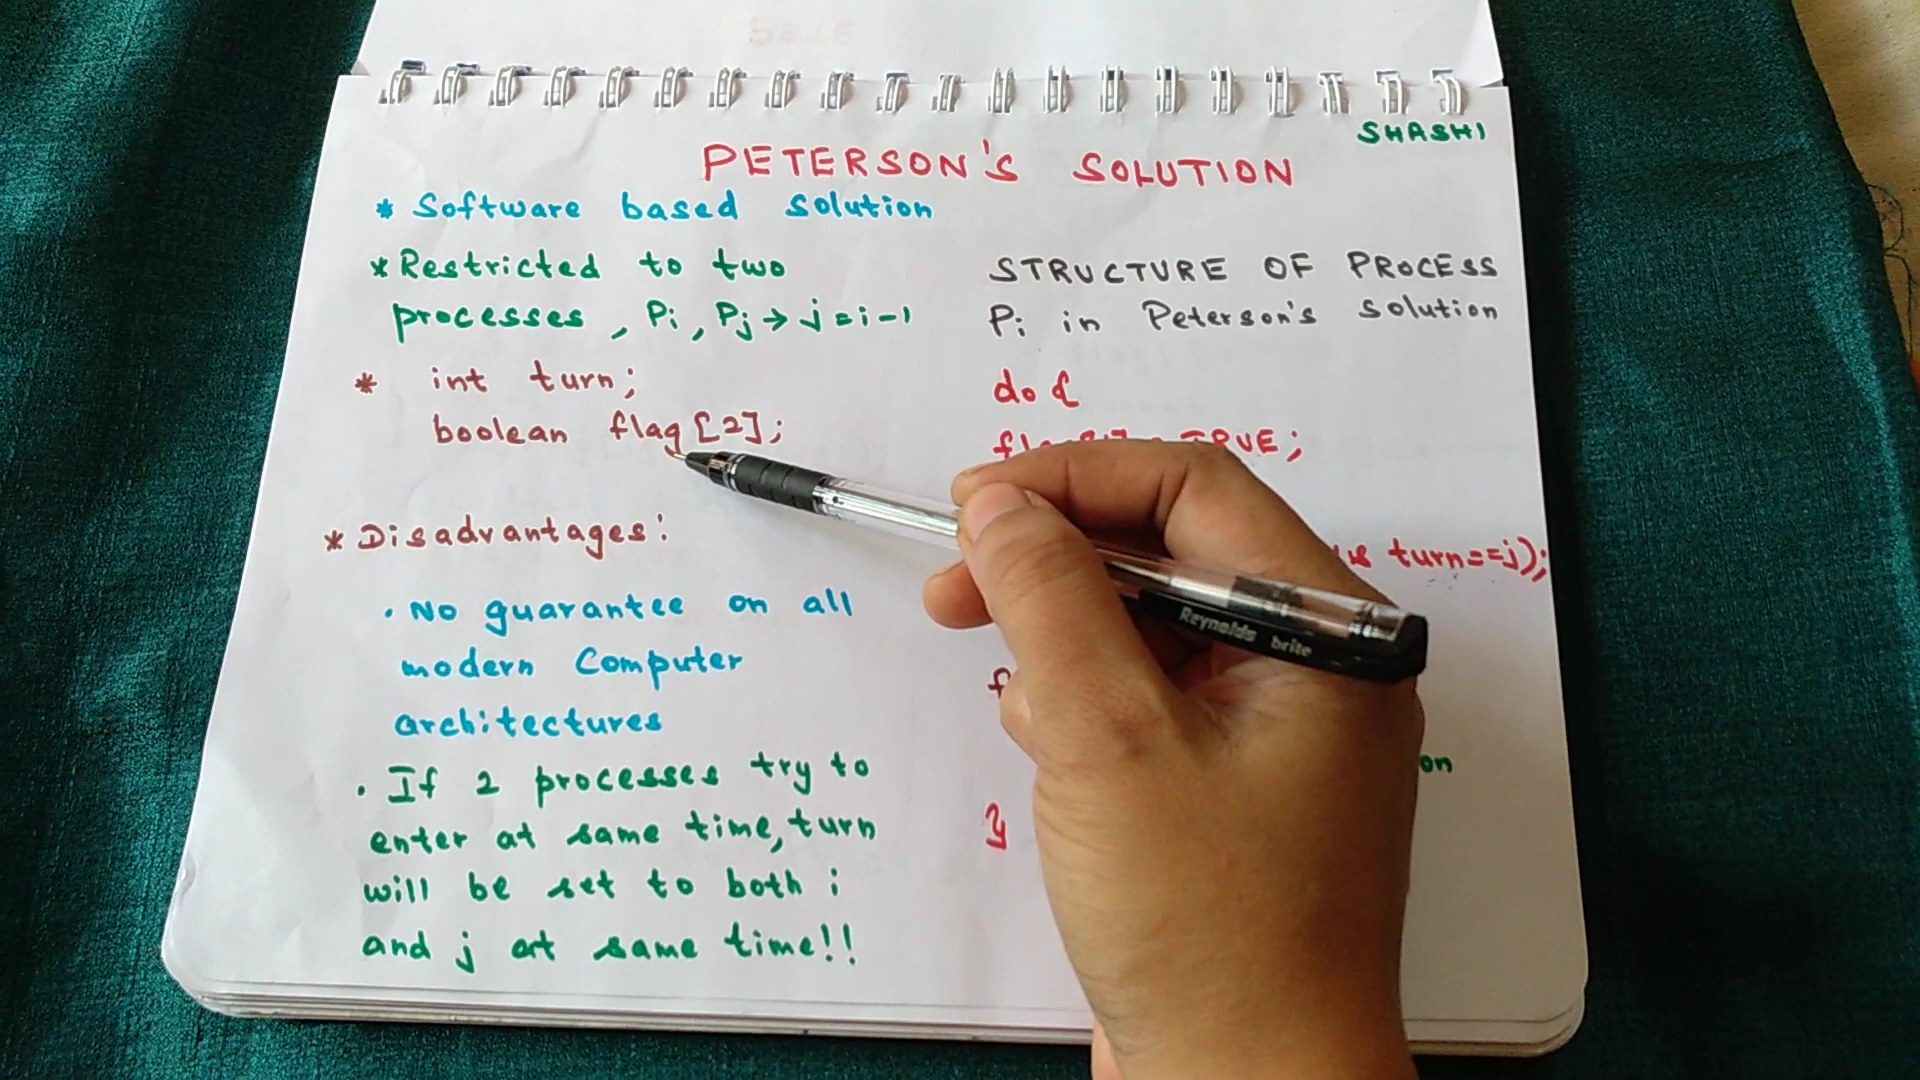 SHASHI
PETERSON'S SOLUTION
* Software based solution
* Restricted to two
processes, Pi, Pj → j=i-1
* int turn;
boolean flag[2];
* Disadvantages:
. No guarantee on all
modern Computer
architectures
. If 2 processes try to
enter at same time, turn
will be set to both i
and j at same time!!
STRUCTURE OF PROCESS
Pi in Peterson's solution
do {
TRUE;
turn==j);
}
Reynolds brite